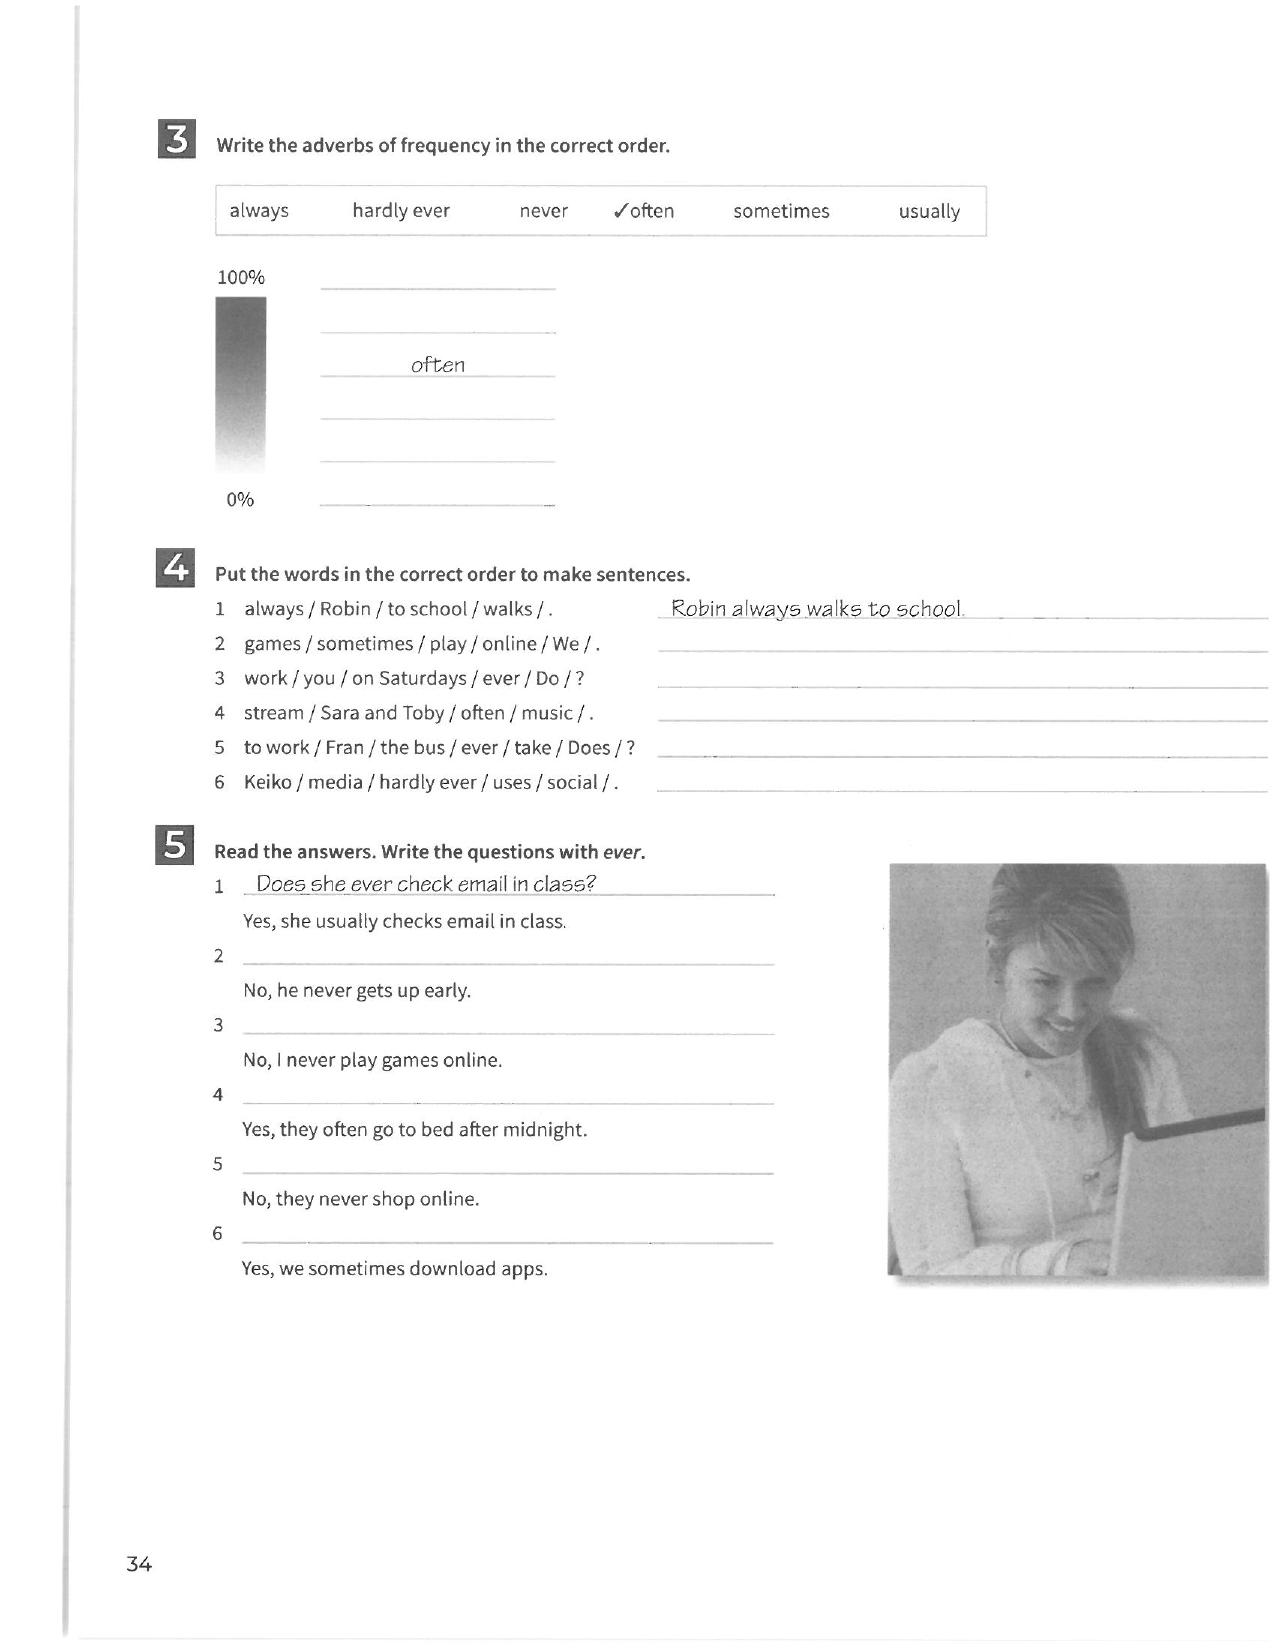 3 Write the adverbs of frequency in the correct order.
always hardly ever never ✓often sometimes usually
100%
often
0%
4 Put the words in the correct order to make sentences.
1 always / Robin / to school / walks / . Robin always walks to school.
2 games / sometimes / play / online / We / .
3 work / you / on Saturdays / ever / Do / ?
4 stream / Sara and Toby / often / music / .
5 to work / Fran / the bus / ever / take / Does / ?
6 Keiko / media / hardly ever / uses / social / .
5 Read the answers. Write the questions with ever.
1 Does she ever check email in class?
Yes, she usually checks email in class.
2
No, he never gets up early.
3
No, I never play games online.
4
Yes, they often go to bed after midnight.
5
No, they never shop online.
6
Yes, we sometimes download apps.
34